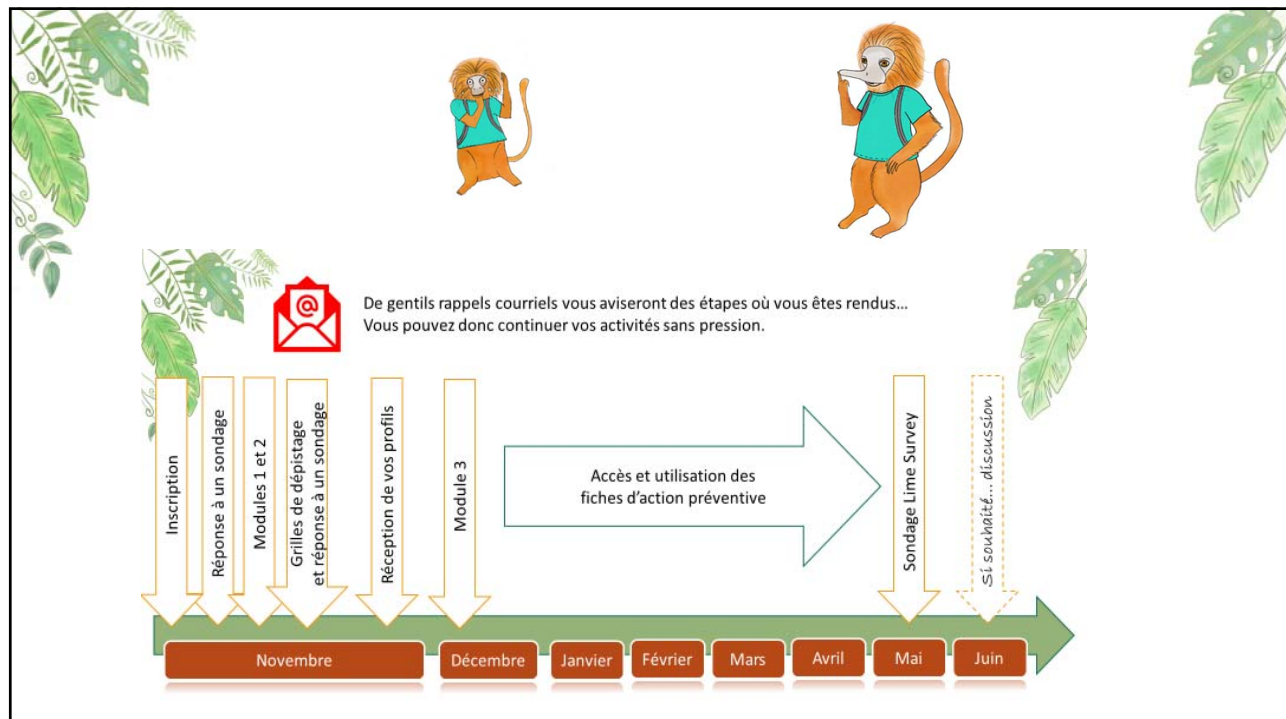 @
De gentils rappels courriels vous aviseront des étapes où vous êtes rendus…
Vous pouvez donc continuer vos activités sans pression.
Inscription
Réponse à un sondage
Modules 1 et 2
Grilles de dépistage
et réponse à un sondage
Réception de vos profils
Module 3
Accès et utilisation des
fiches d'action préventive
Sondage Lime Survey
Si souhaité... discussion
Novembre
Décembre
Janvier
Février
Mars
Avril
Mai
Juin